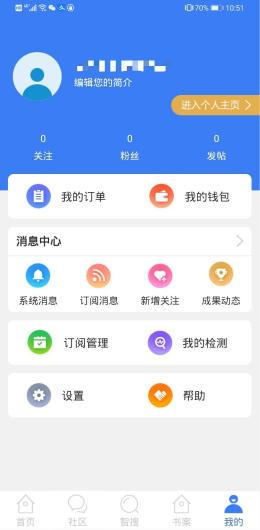 70% 10:51
编辑您的简介
进入个人主页
0 0 0
关注 粉丝 发帖
我的订单 我的钱包
消息中心
系统消息 订阅消息 新增关注 成果动态
订阅管理 我的检测
设置 帮助
首页 社区 智搜 书案 我的